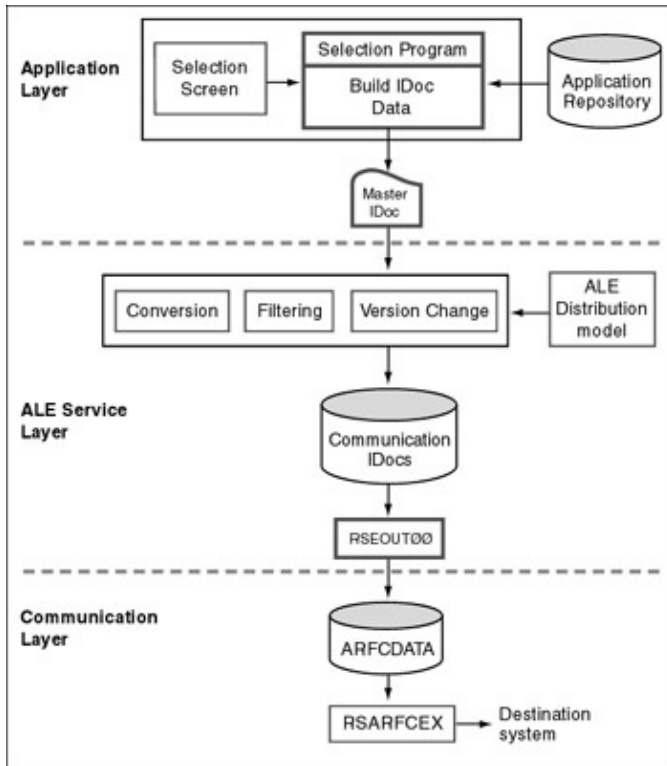 Application
Layer
Selection
Screen
Selection Program
Build IDoc
Data
Application
Repository
Master
IDoc
Conversion
Filtering
Version Change
ALE
Distribution
model
ALE Service
Layer
Communication
IDocs
RSEOUT00
Communication
Layer
ARFCDATA
RSARFCEX
Destination
system